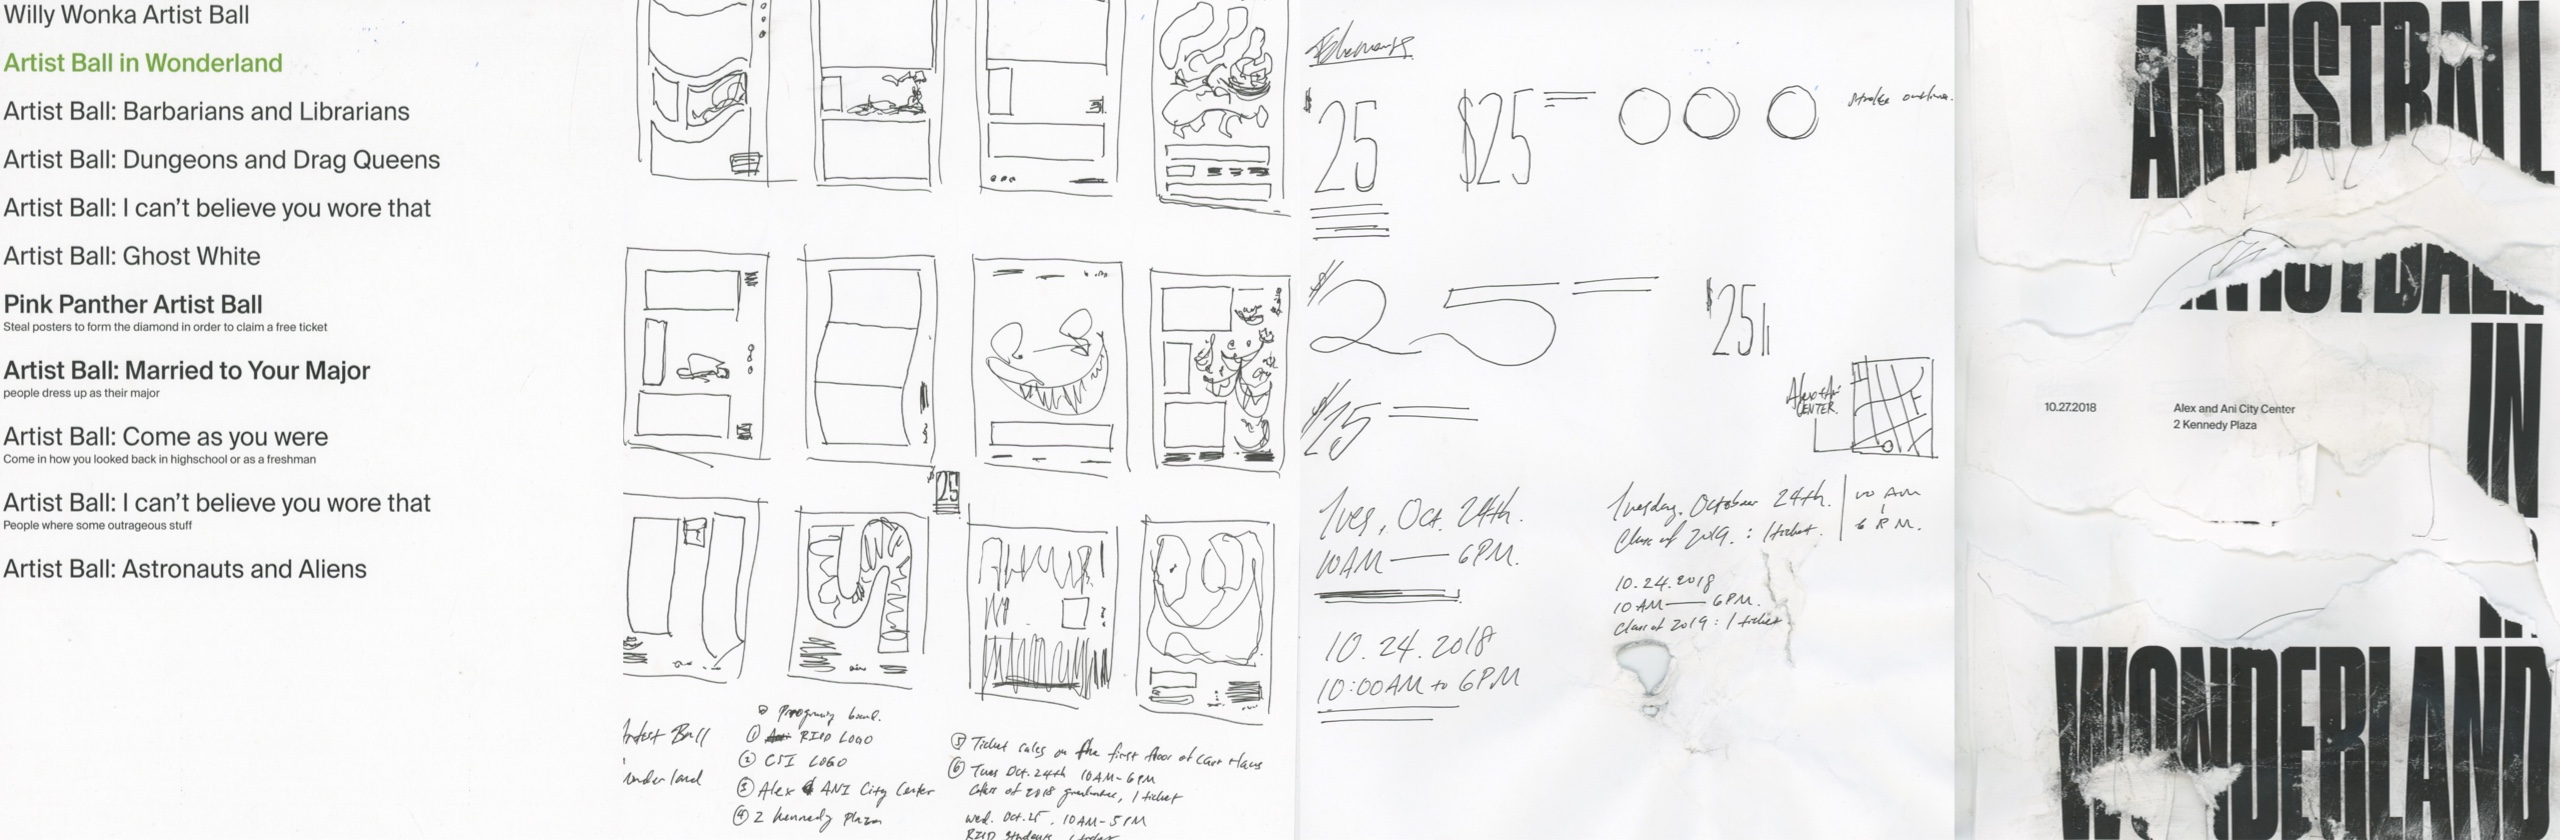 Willy Wonka Artist Ball
Artist Ball in Wonderland
Artist Ball: Barbarians and Librarians
Artist Ball: Dungeons and Drag Queens
Artist Ball: I can't believe you wore that
Artist Ball: Ghost White
Pink Panther Artist Ball
Steal posters to form the diamond in order to claim a free ticket
Artist Ball: Married to Your Major
people dress up as their major
Artist Ball: Come as you were
Come in how you looked back in highschool or as a freshman
Artist Ball: I can't believe you wore that
People where some outrageous stuff
Artist Ball: Astronauts and Aliens
25
Artist Ball
nderland
Programing board.
① RISD LOGO
② CSI LOGO
③ Alex & ANI City Center
④ 2 Kennedy Plaza
⑤ Ticket sales on the first floor of Carr Haus
⑥ Tues Oct. 24th 10AM-6PM
Class of 2018 graduates, 1 ticket
Wed. Oct. 25. 10AM-5PM
RISD Students, 1 ticket
Elements
$25
$25
stroke outline.
$25
$25
$25
Alex + Ani
CENTER.
Tues, Oct. 24th.
10AM — 6PM.
10.24.2018
10:00AM to 6PM
Tuesday, October 24th.
Class of 2019. : 1 ticket.
10 AM
6 P.M.
10.24.2018
10AM — 6PM.
Class of 2019 : 1 ticket
ARTISTBALL
ARTISTBALL
IN
10.27.2018
Alex and Ani City Center
2 Kennedy Plaza
IN
WONDERLAND